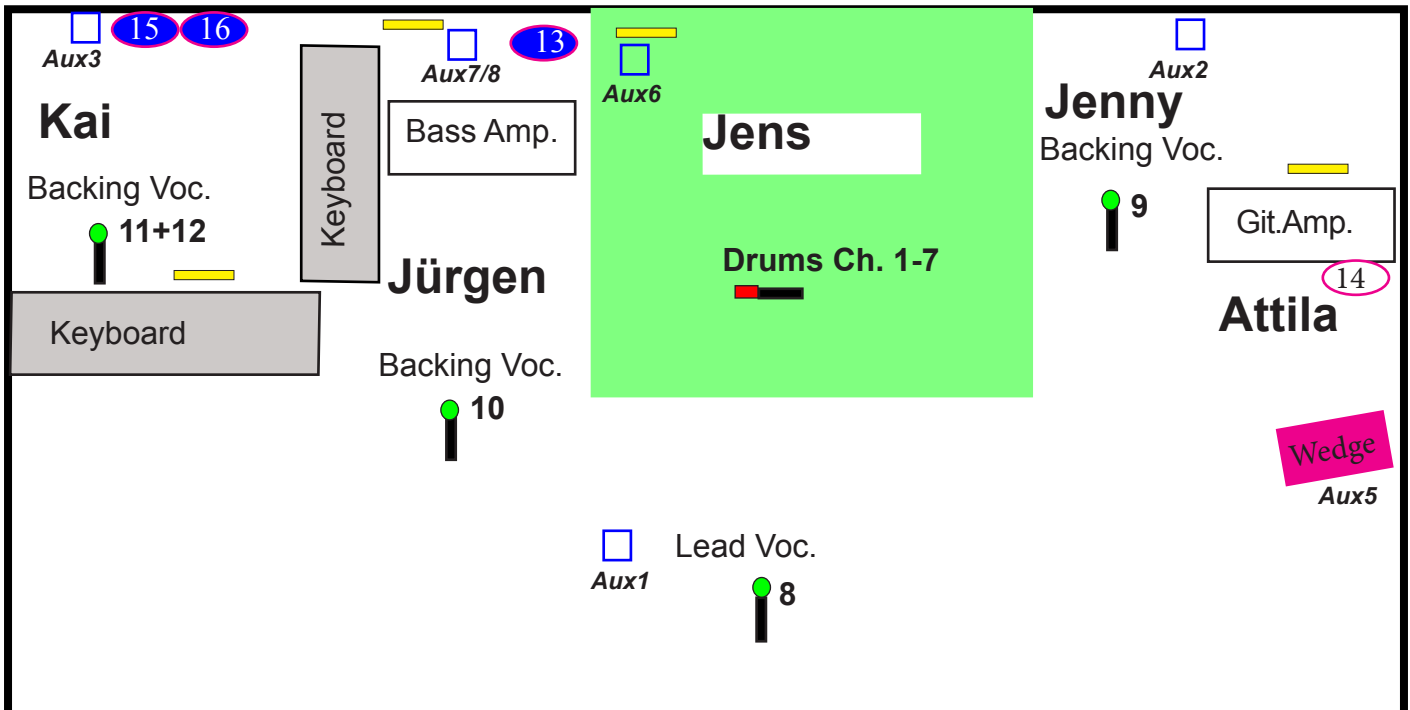 15
16
Aux3
Kai
Backing Voc.
11+12
Keyboard
Keyboard
13
Aux7/8
Bass Amp.
Jürgen
Backing Voc.
10
Aux6
Jens
Drums Ch. 1-7
Aux2
Jenny
Backing Voc.
9
Git.Amp.
14
Attila
Wedge
Aux5
Aux1
Lead Voc.
8